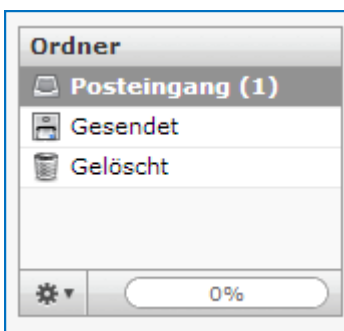 Ordner
Posteingang (1)
Gesendet
Gelöscht
0%